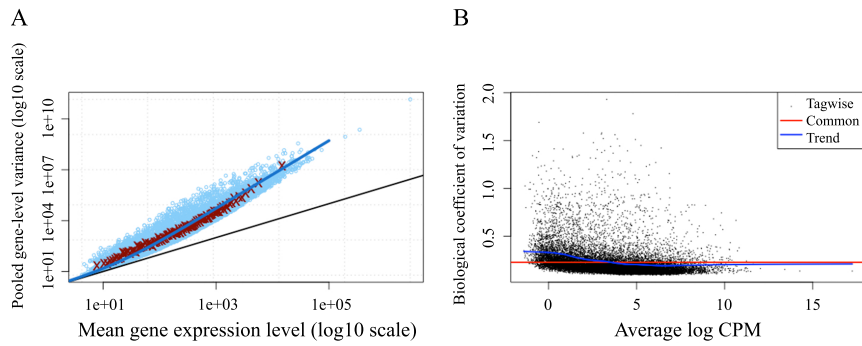 A
B
Pooled gene-level variance (log10 scale)
1e+10
1e+07
1e+04
1e+01
1e+01 1e+03 1e+05
Mean gene expression level (log10 scale)
Biological coefficient of variation
2.0
1.5
1.0
0.5
0 5 10 15
Average log CPM
Tagwise
Common
Trend